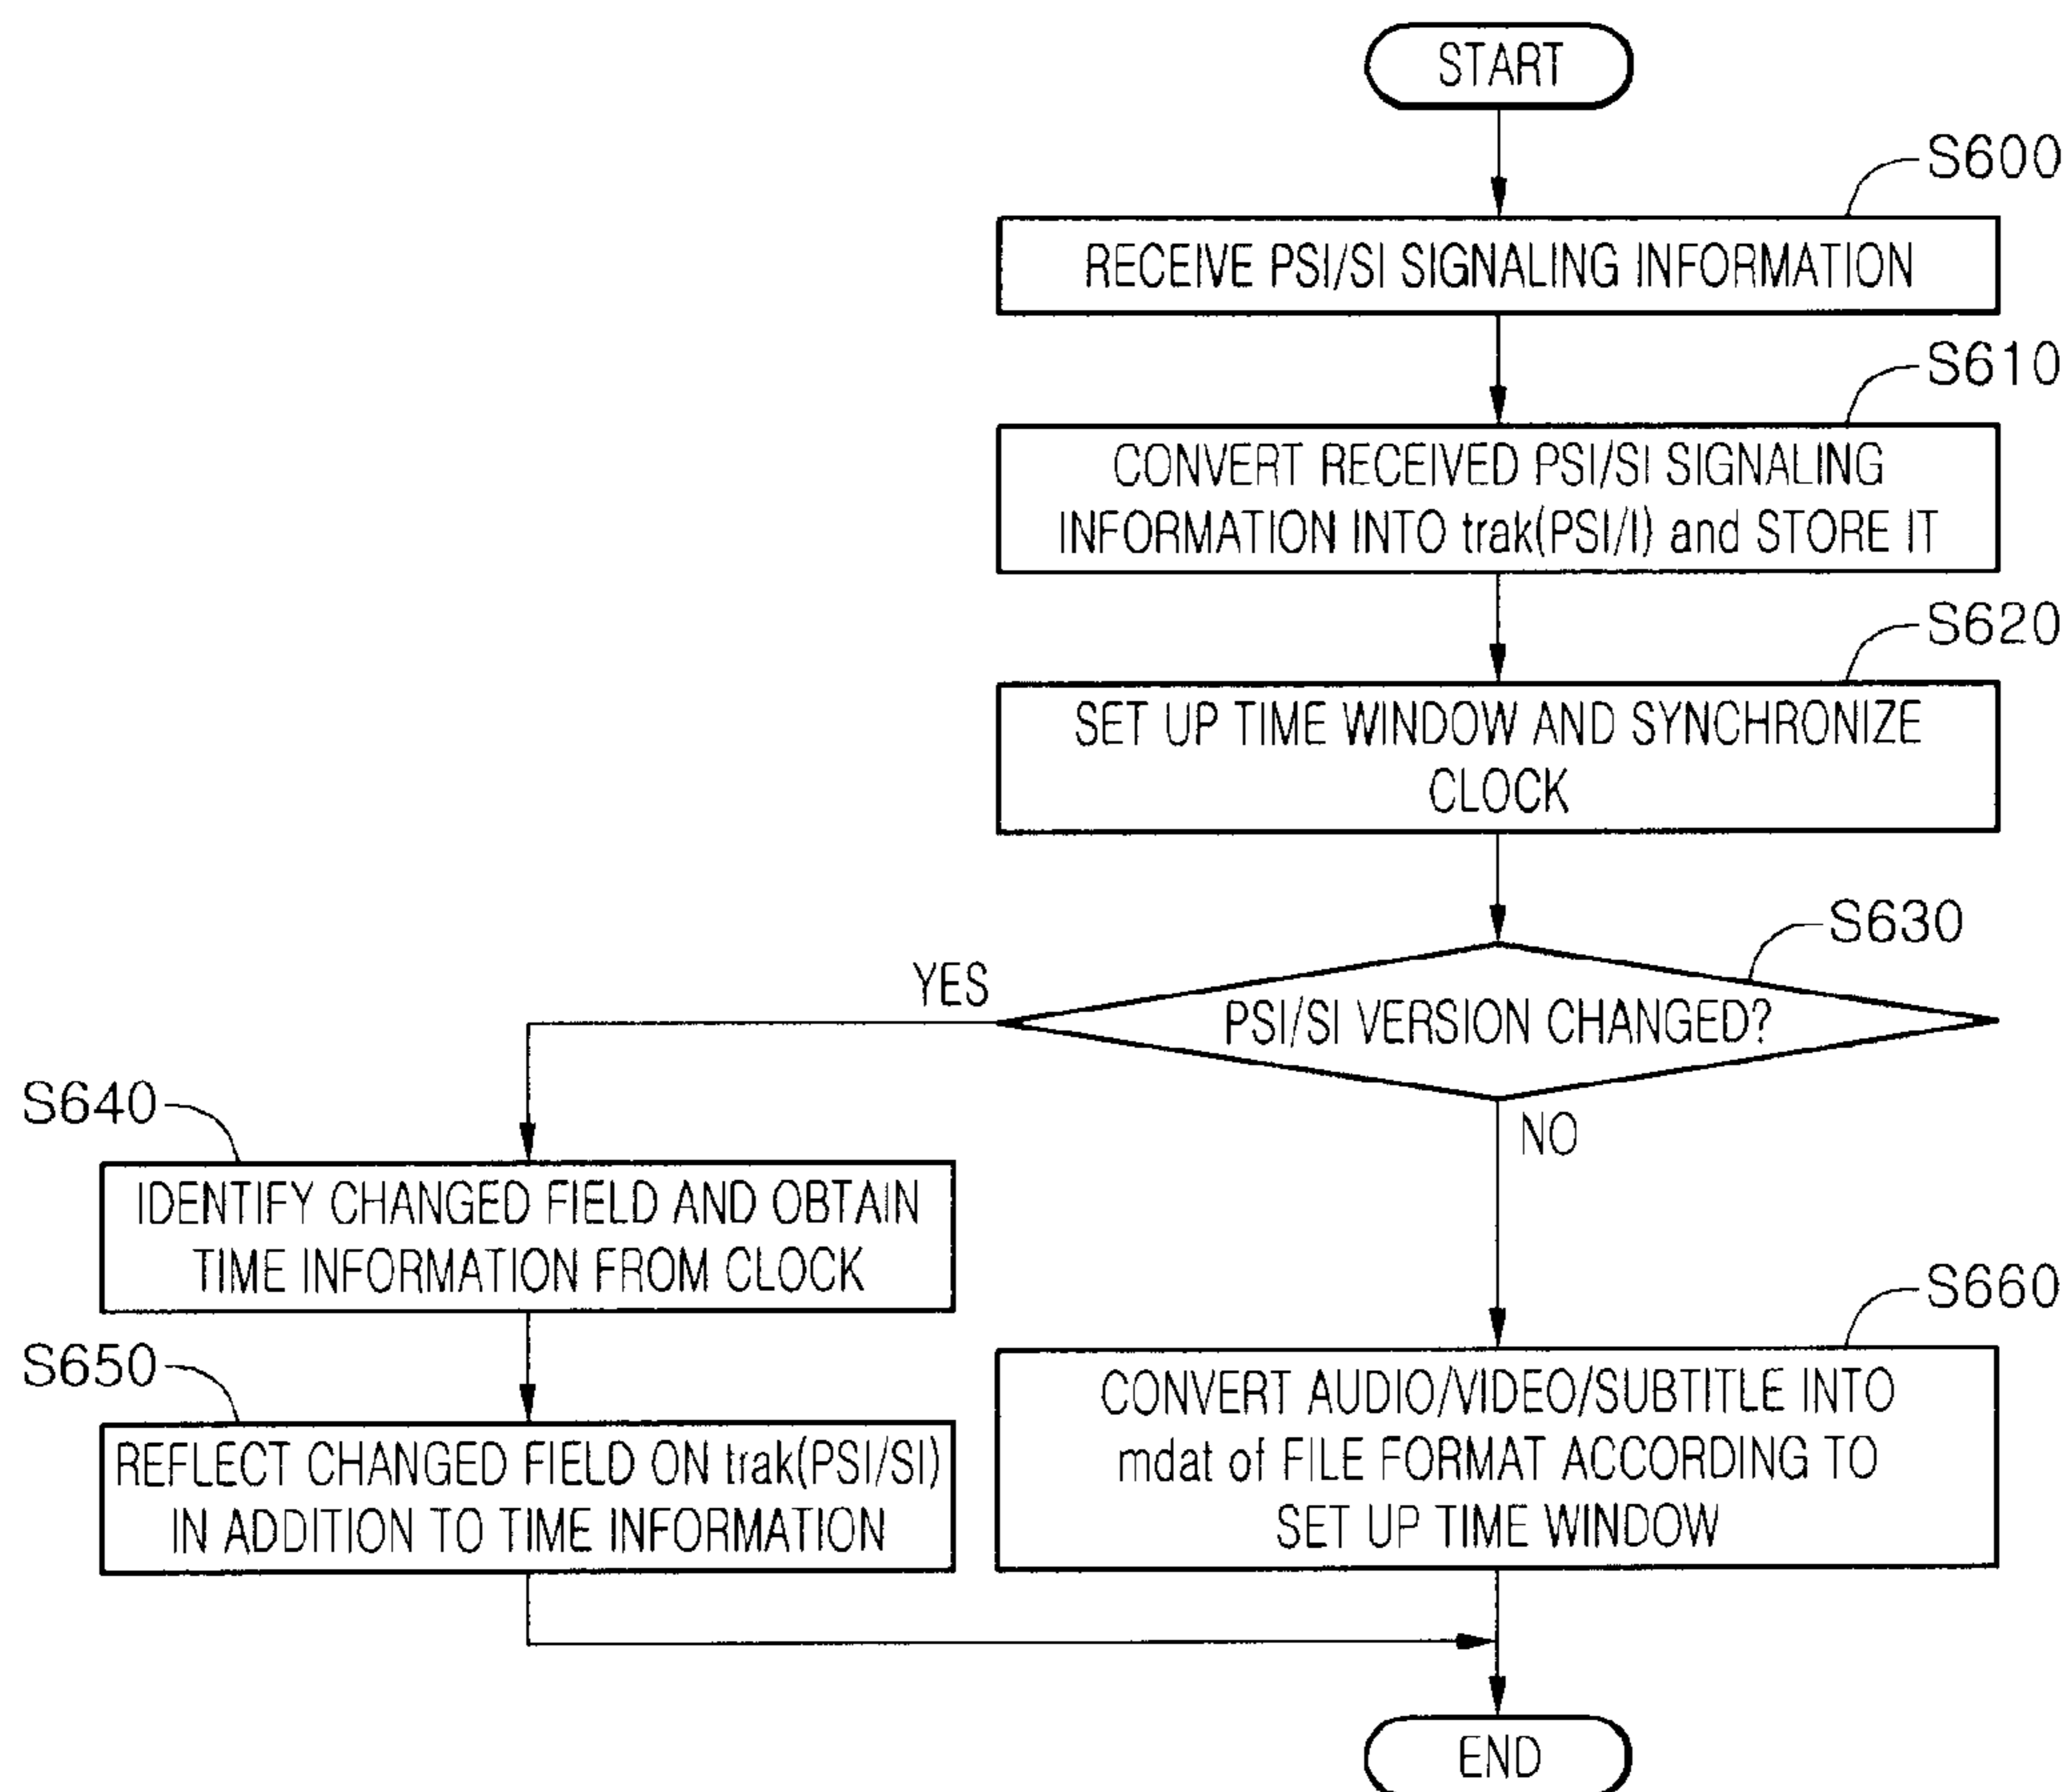 START
S600
RECEIVE PSI/SI SIGNALING INFORMATION
S610
CONVERT RECEIVED PSI/SI SIGNALING
INFORMATION INTO trak(PSI/I) and STORE IT
S620
SET UP TIME WINDOW AND SYNCHRONIZE
CLOCK
S630
YES
PSI/SI VERSION CHANGED?
NO
S640
IDENTIFY CHANGED FIELD AND OBTAIN
TIME INFORMATION FROM CLOCK
S650
REFLECT CHANGED FIELD ON trak(PSI/SI)
IN ADDITION TO TIME INFORMATION
S660
CONVERT AUDIO/VIDEO/SUBTITLE INTO
mdat of FILE FORMAT ACCORDING TO
SET UP TIME WINDOW
END